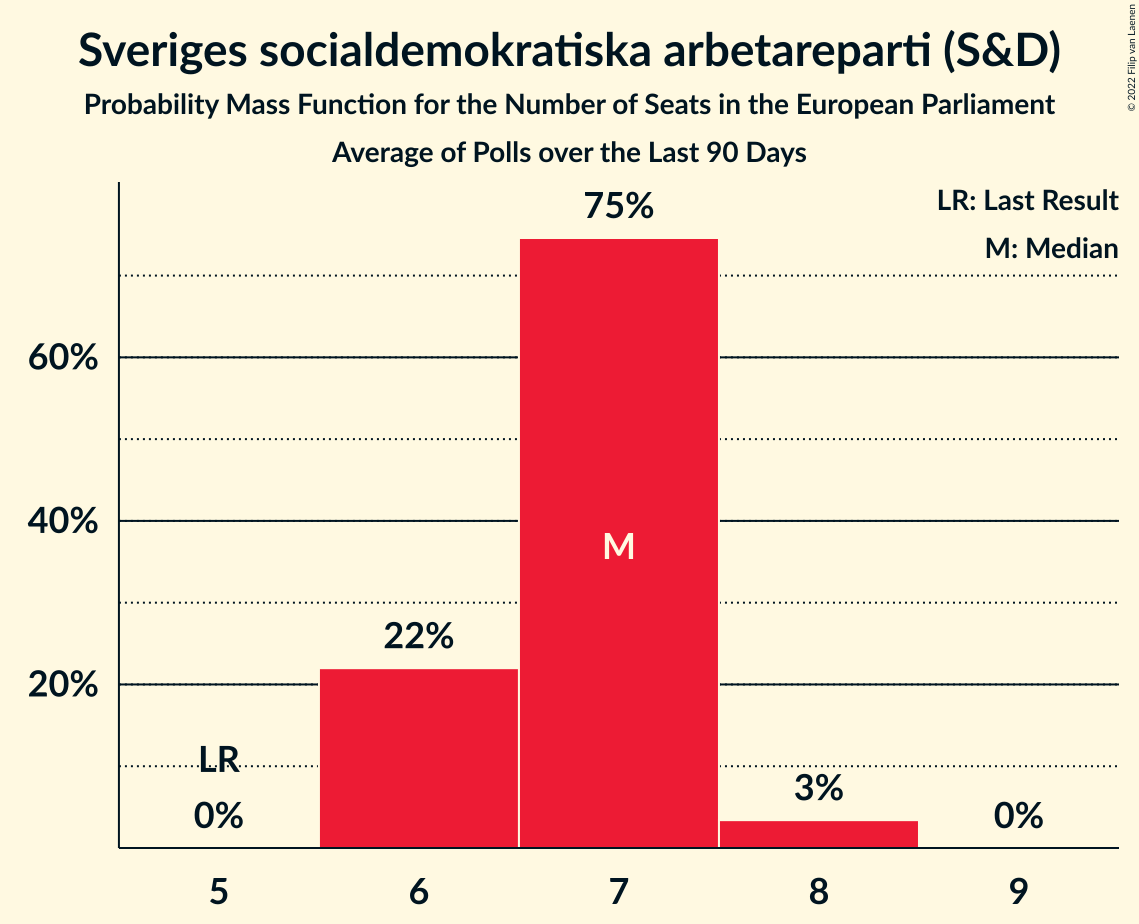 Sveriges socialdemokratiska arbetareparti (S&D)
Probability Mass Function for the Number of Seats in the European Parliament
Average of Polls over the Last 90 Days
© 2022 Filip van Laenen
LR: Last Result
M: Median
75%
60%
40%
M
22%
20%
LR
0%
3%
0%
5 6 7 8 9